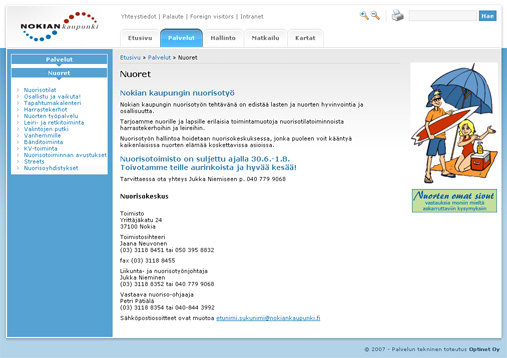 NOKIAN kaupunki
Yhteystiedot | Palaute | Foreign visitors | Intranet
Hae
Etusivu
Palvelut
Hallinto
Matkailu
Kartat
Palvelut
Nuoret
Nuorisotilat
Osallistu ja vaikuta!
Tapahtumakalenteri
Harrastekerhot
Nuorten työpalvelu
Leiri- ja retkitoiminta
Valintojen putki
Vanhemmille
Bänditoiminta
KV-toiminta
Nuorisotoiminnan avustukset
Streets
Nuorisoyhdistykset
Etusivu » Palvelut » Nuoret
Nuoret
Nokian kaupungin nuorisotyö
Nokian kaupungin nuorisotyön tehtävänä on edistää lasten ja nuorten hyvinvointia ja
osallisuutta.
Tarjoamme nuorille ja lapsille erilaisia toimintamuotoja nuorisotilatoiminnoista
harrastekerhoihin ja leireihin.
Nuorisotyön hallintoa hoidetaan nuorisokeskuksessa, jonka puoleen voit kääntyä
kaikenlaisissa nuorten elämää koskettavissa asioissa.
Nuorisotoimisto on suljettu ajalla 30.6.-1.8.
Toivotamme teille aurinkoista ja hyvää kesää!
Tarvittaessa ota yhteys Jukka Niemiseen p. 040 779 9068
Nuorisokeskus
Toimisto
Yrittäjäkatu 24
37100 Nokia
Toimistosihteeri
Jaana Neuvonen
(03) 3118 8451 tai 050 395 8832
fax (03) 3118 8455
Liikunta- ja nuorisotyönjohtaja
Jukka Nieminen
(03) 3118 8352 tai 040 779 9068
Vastaava nuoriso-ohjaaja
Petri Pätiälä
(03) 3118 8354 tai 040-844 3992
Sähköpostiosoitteet ovat muotoa etunimi.sukunimi@nokiankaupunki.fi
Nuorten omat sivut
vastauksia moniin meitä
askarruttaviin kysymyksiin
© 2007 - Palvelun tekninen toteutus Optinet Oy